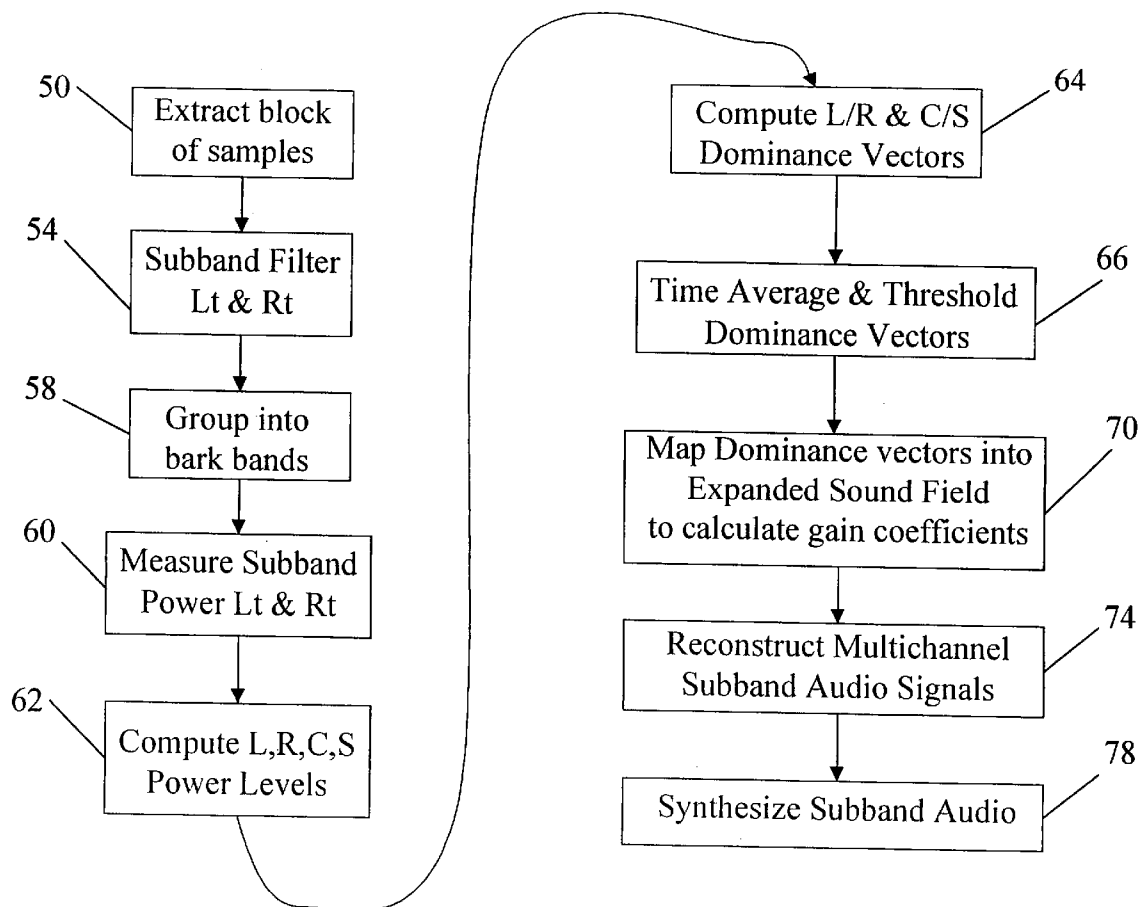 50
Extract block
of samples
54
Subband Filter
Lt & Rt
58
Group into
bark bands
60
Measure Subband
Power Lt & Rt
62
Compute L,R,C,S
Power Levels
64
Compute L/R & C/S
Dominance Vectors
66
Time Average & Threshold
Dominance Vectors
70
Map Dominance vectors into
Expanded Sound Field
to calculate gain coefficients
74
Reconstruct Multichannel
Subband Audio Signals
78
Synthesize Subband Audio